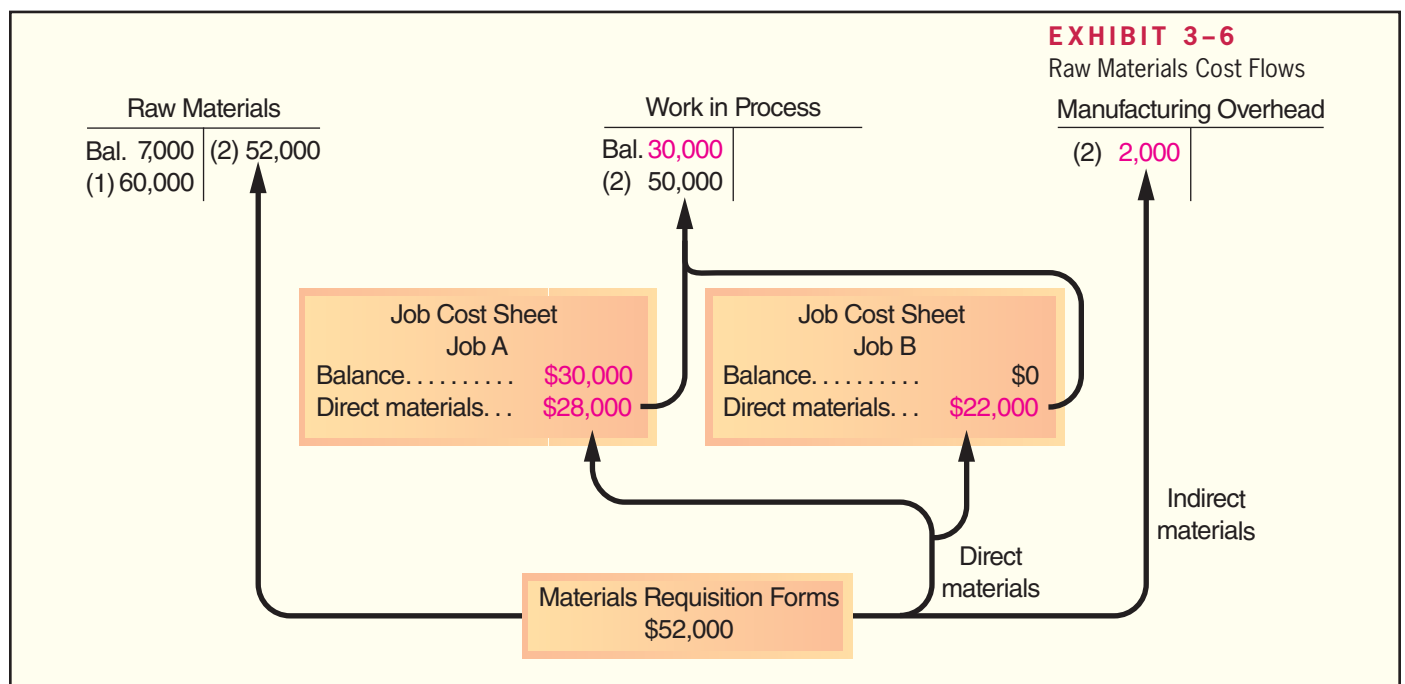 EXHIBIT 3–6
Raw Materials Cost Flows
Raw Materials
Bal. 7,000 (2) 52,000
(1) 60,000
Work in Process
Bal. 30,000
(2) 50,000
Manufacturing Overhead
(2) 2,000
Job Cost Sheet
Job A
Balance.......... $30,000
Direct materials... $28,000
Job Cost Sheet
Job B
Balance.......... $0
Direct materials... $22,000
Indirect
materials
Direct
materials
Materials Requisition Forms
$52,000